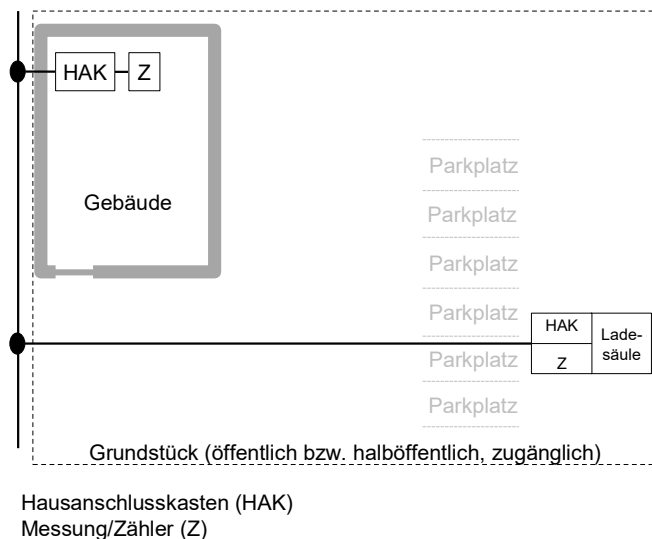 HAK Z
Gebäude
Parkplatz
Parkplatz
Parkplatz
Parkplatz
Parkplatz
Parkplatz
HAK
Z
Lade-
säule
Grundstück (öffentlich bzw. halböffentlich, zugänglich)
Hausanschlusskasten (HAK)
Messung/Zähler (Z)